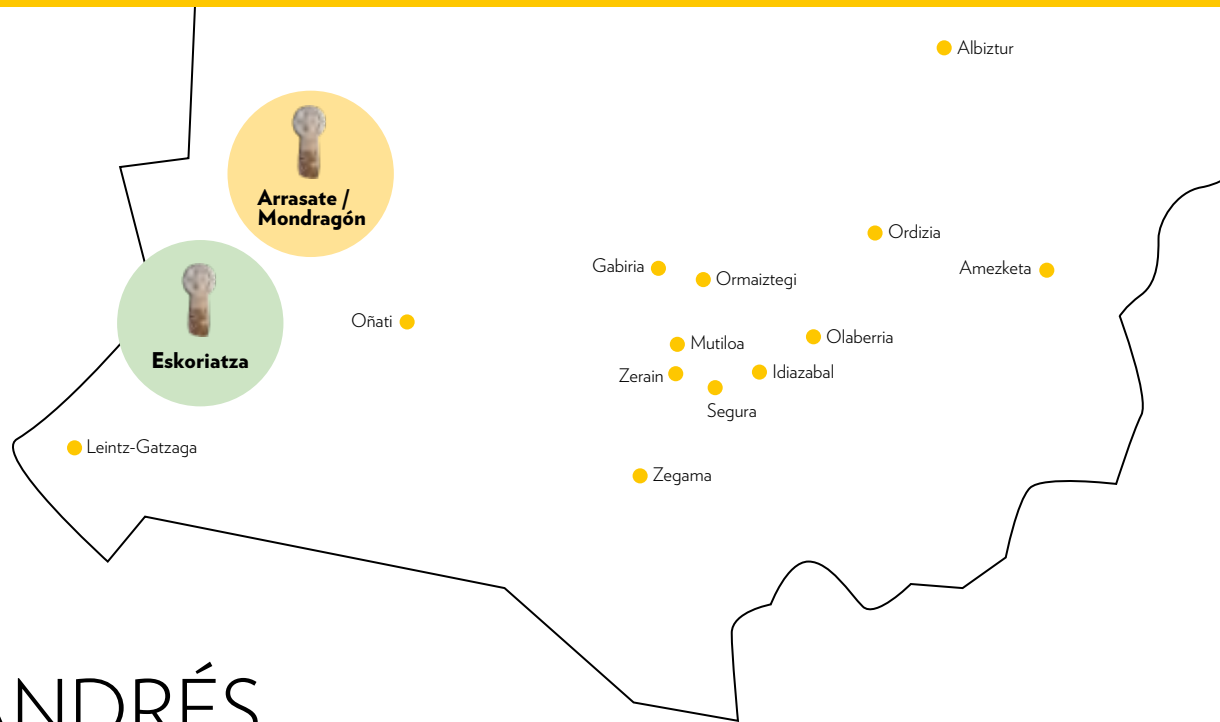 Albiztur
Arrasate /
Mondragón
Ordizia
Gabiria
Ormaiztegi
Amezketa
Oñati
Mutiloa
Olaberria
Eskoriatza
Zerain
Idiazabal
Segura
Leintz-Gatzaga
Zegama
ANDRÉS